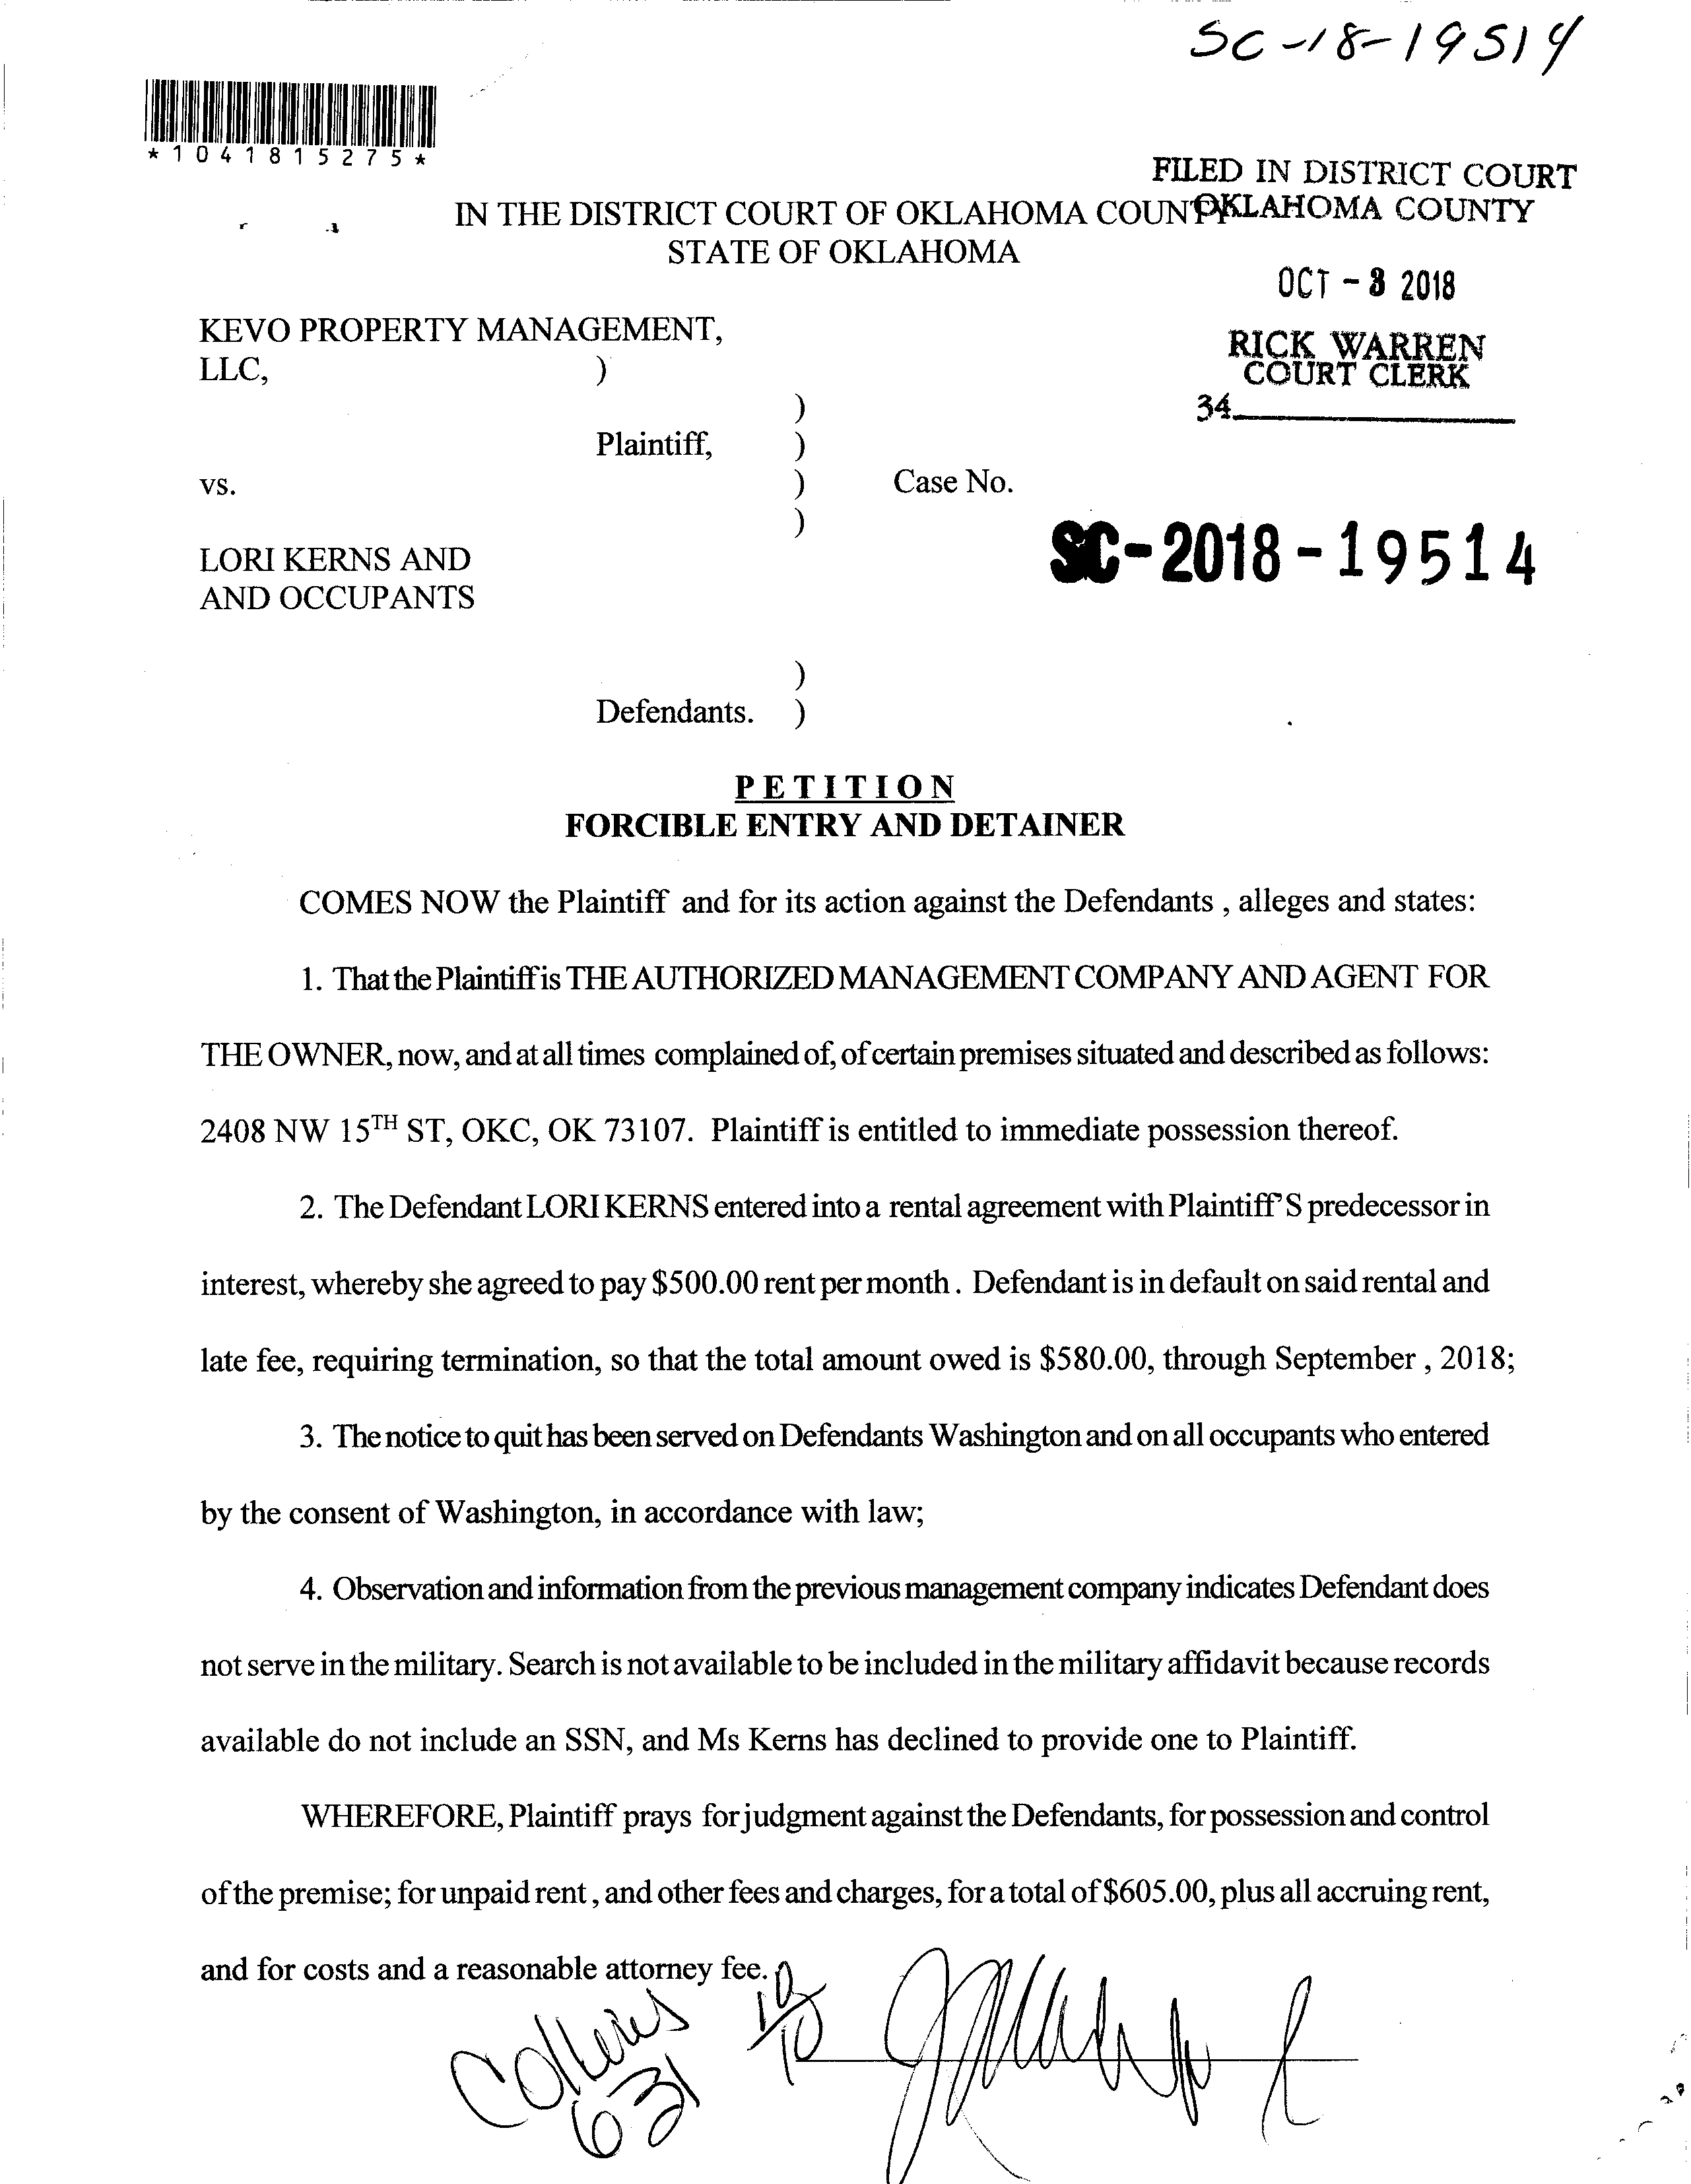 SC-18-19514
*1041815275*
FILED IN DISTRICT COURT
OKLAHOMA COUNTY
IN THE DISTRICT COURT OF OKLAHOMA COUNTY
STATE OF OKLAHOMA
OCT - 3 2018
RICK WARREN
COURT CLERK
34
KEVO PROPERTY MANAGEMENT,
LLC, )
)
Plaintiff, )
vs. ) Case No.
)
SC-2018-19514
LORI KERNS AND
AND OCCUPANTS
)
Defendants. )
PETITION
FORCIBLE ENTRY AND DETAINER
COMES NOW the Plaintiff and for its action against the Defendants , alleges and states:
1. That the Plaintiff is THE AUTHORIZED MANAGEMENT COMPANY AND AGENT FOR
THE OWNER, now, and at all times complained of, of certain premises situated and described as follows:
2408 NW 15TH ST, OKC, OK 73107. Plaintiff is entitled to immediate possession thereof.
2. The Defendant LORI KERNS entered into a rental agreement with Plaintiff'S predecessor in
interest, whereby she agreed to pay $500.00 rent per month . Defendant is in default on said rental and
late fee, requiring termination, so that the total amount owed is $580.00, through September , 2018;
3. The notice to quit has been served on Defendants Washington and on all occupants who entered
by the consent of Washington, in accordance with law;
4. Observation and information from the previous management company indicates Defendant does
not serve in the military. Search is not available to be included in the military affidavit because records
available do not include an SSN, and Ms Kerns has declined to provide one to Plaintiff.
WHEREFORE, Plaintiff prays for judgment against the Defendants, for possession and control
of the premise; for unpaid rent , and other fees and charges, for a total of $605.00, plus all accruing rent,
and for costs and a reasonable attorney fee.
631